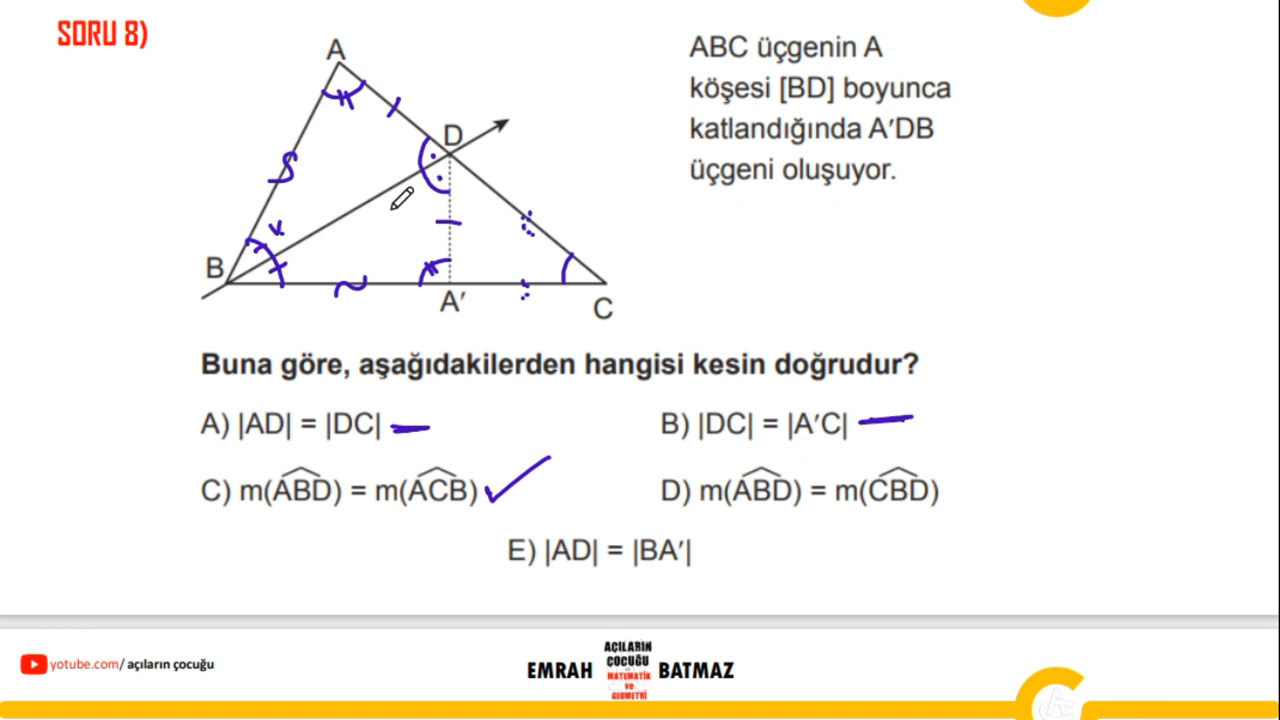 SORU 8)
ABC üçgenin A
köşesi [BD] boyunca
katlandığında A'DB
üçgeni oluşuyor.
A
D
B
A'
C
Buna göre, aşağıdakilerden hangisi kesin doğrudur?
A) |AD| = |DC|
B) |DC| = |A'C|
C) m(ABD) = m(ACB)
D) m(ABD) = m(CBD)
E) |AD| = |BA'|
yotube.com/ açıların çocuğu
EMRAH
AÇILARIN
ÇOCUĞU
MATEMATİK
ve
GEOMETRİ
BATMAZ